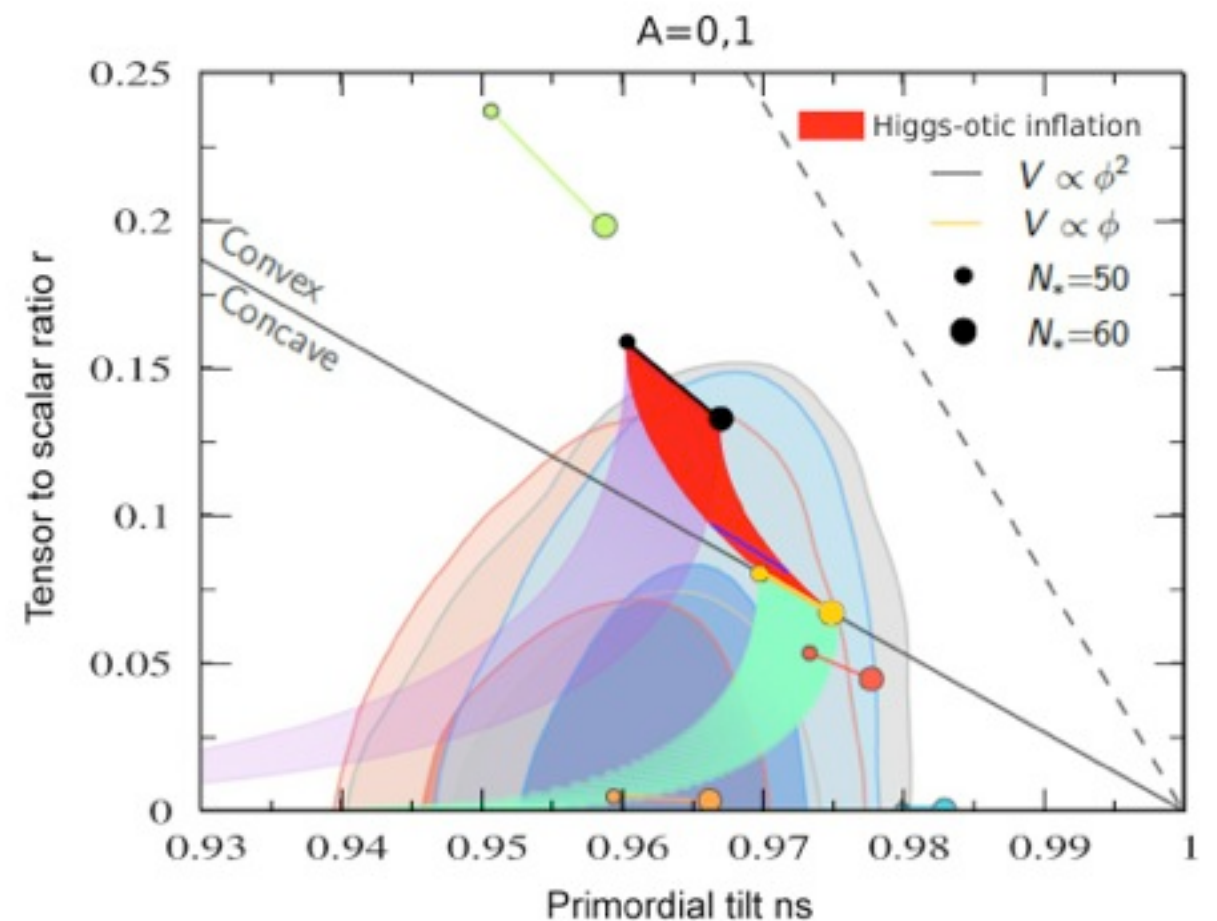 A=0,1
0.25
0.2
0.15
0.1
0.05
0
Tensor to scalar ratio r
Convex
Concave
Higgs-otic inflation
V ∝ ϕ²
V ∝ ϕ
N*=50
N*=60
0.93 0.94 0.95 0.96 0.97 0.98 0.99 1
Primordial tilt ns